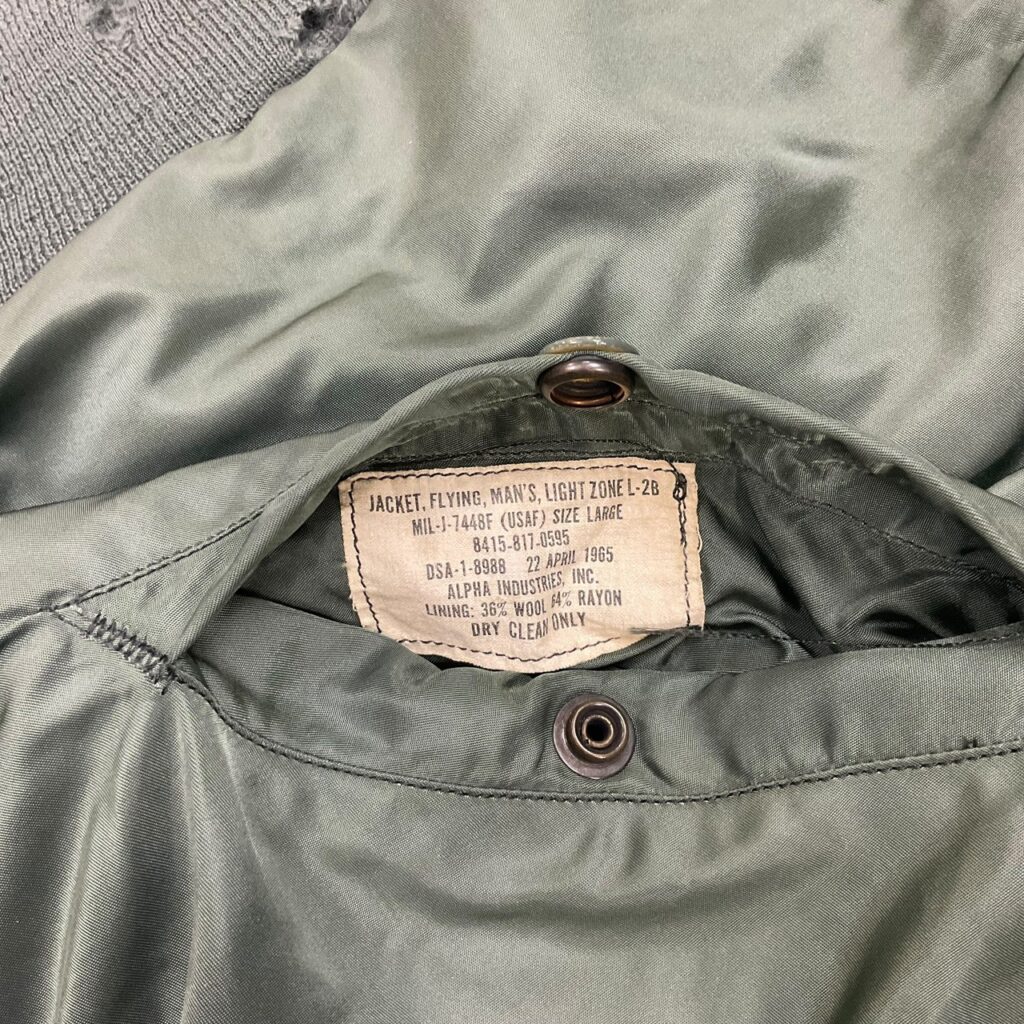 JACKET, FLYING, MAN'S, LIGHT ZONE L-2B
MIL-J-7448F (USAF) SIZE LARGE
8415-817-0595
DSA-1-8988 22 APRIL 1965
ALPHA INDUSTRIES, INC.
LINING: 36% WOOL 64% RAYON
DRY CLEAN ONLY